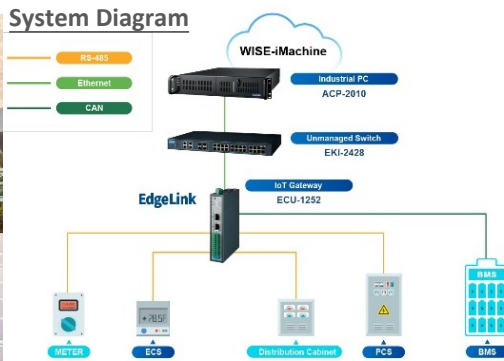 System Diagram
RS-485
Ethernet
CAN
WISE-iMachine
Industrial PC
ACP-2010
Unmanaged Switch
EKI-2428
EdgeLink
IoT Gateway
ECU-1252
BMS
METER
ECS
Distribution Cabinet
PCS
BMS